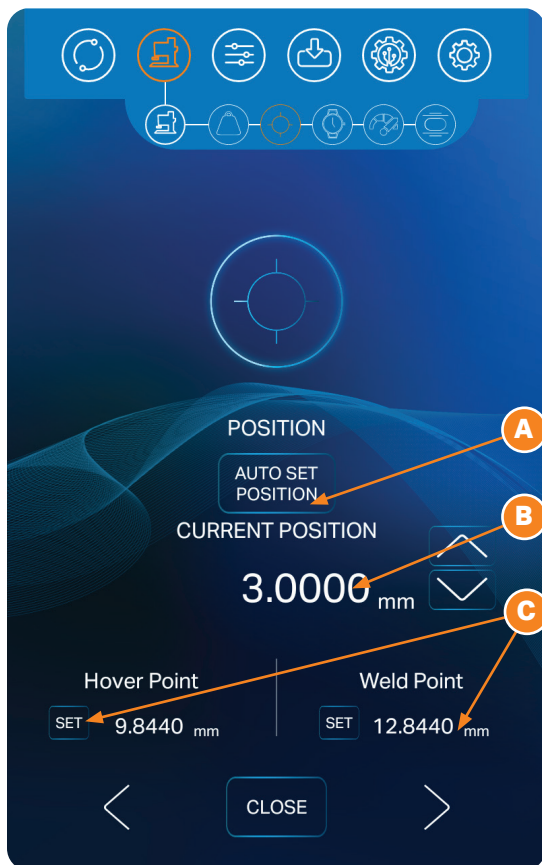 POSITION
A
AUTO SET
POSITION
B
CURRENT POSITION
3.0000 mm
C
Hover Point
Weld Point
SET 9.8440 mm
SET 12.8440 mm
CLOSE